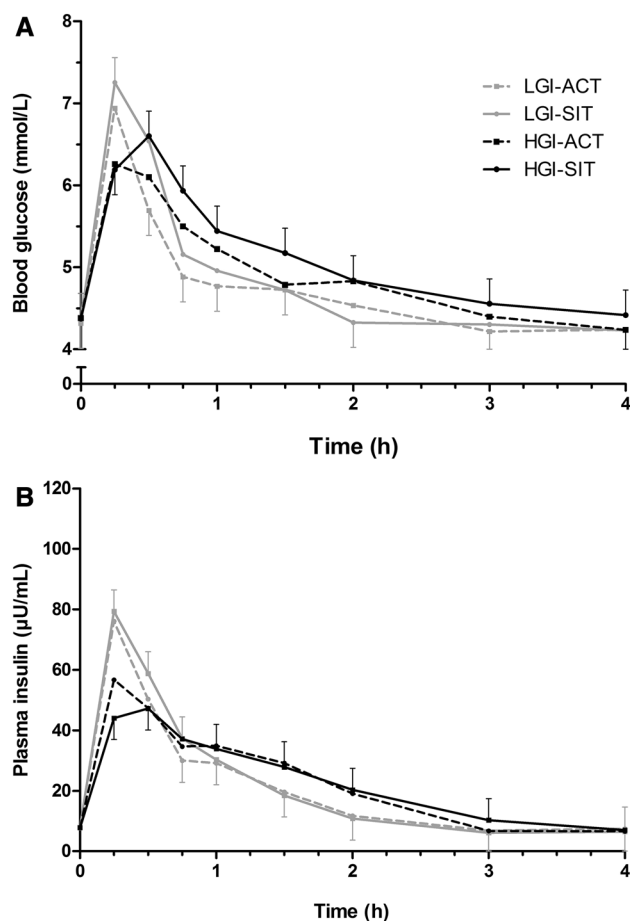 A
Blood glucose (mmol/L)
8
7
6
5
4
0
LGI-ACT
LGI-SIT
HGI-ACT
HGI-SIT
0 1 2 3 4
Time (h)
B
Plasma insulin (µU/mL)
120
100
80
60
40
20
0
0 1 2 3 4
Time (h)